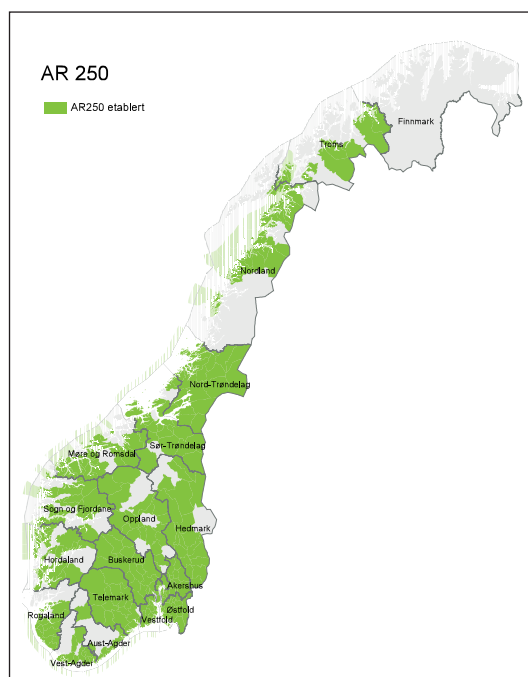 AR 250
AR250 etablert
Finnmark
Troms
Nordland
Nord-Trøndelag
Sør-Trøndelag
Møre og Romsdal
Sogn og Fjordane
Oppland
Hedmark
Hordaland
Buskerud
Akershus
Telemark
Østfold
Rogaland
Vestfold
Aust-Agder
Vest-Agder